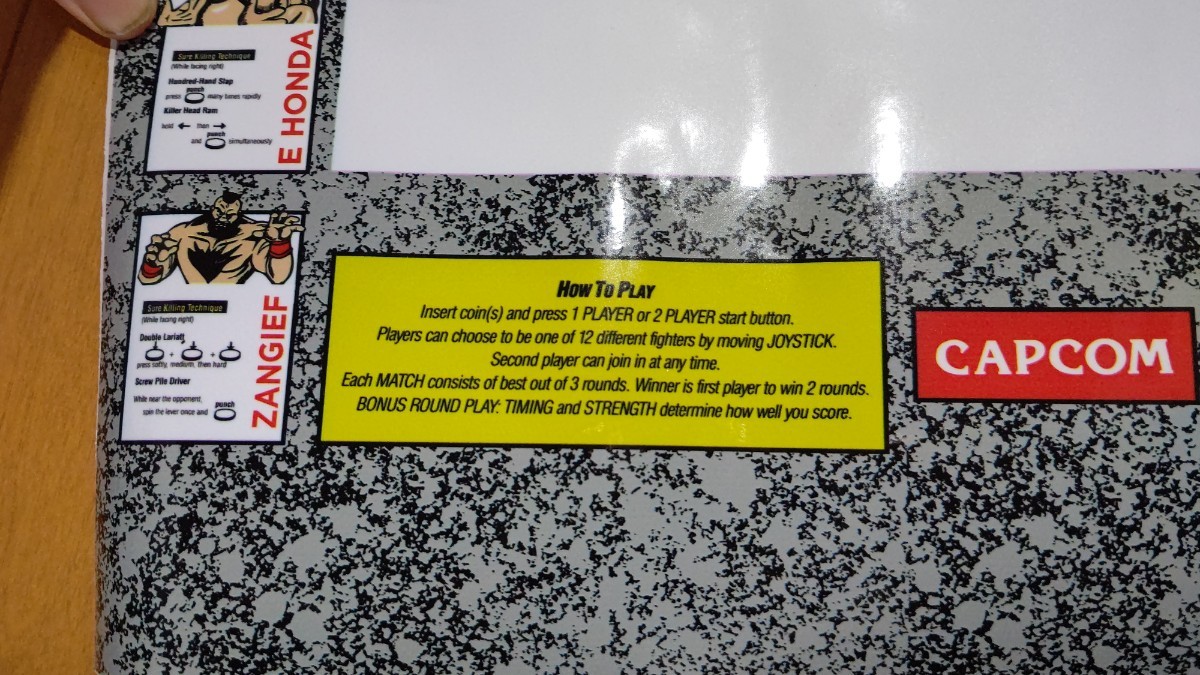 Sure Killing Technique
(While facing right)
Hundred-Hand Slap
punch
press many times rapidly
Killer Head Ram
hold ← then →
punch
and simultaneously
E HONDA
Sure Killing Technique
(While facing right)
Double Lariat
+ +
press softly, medium, then hard
Screw Pile Driver
While near the opponent,
punch
spin the lever once and
ZANGIEF
HOW TO PLAY
Insert coin(s) and press 1 PLAYER or 2 PLAYER start button.
Players can choose to be one of 12 different fighters by moving JOYSTICK.
Second player can join in at any time.
Each MATCH consists of best out of 3 rounds. Winner is first player to win 2 rounds.
BONUS ROUND PLAY: TIMING and STRENGTH determine how well you score.
CAPCOM